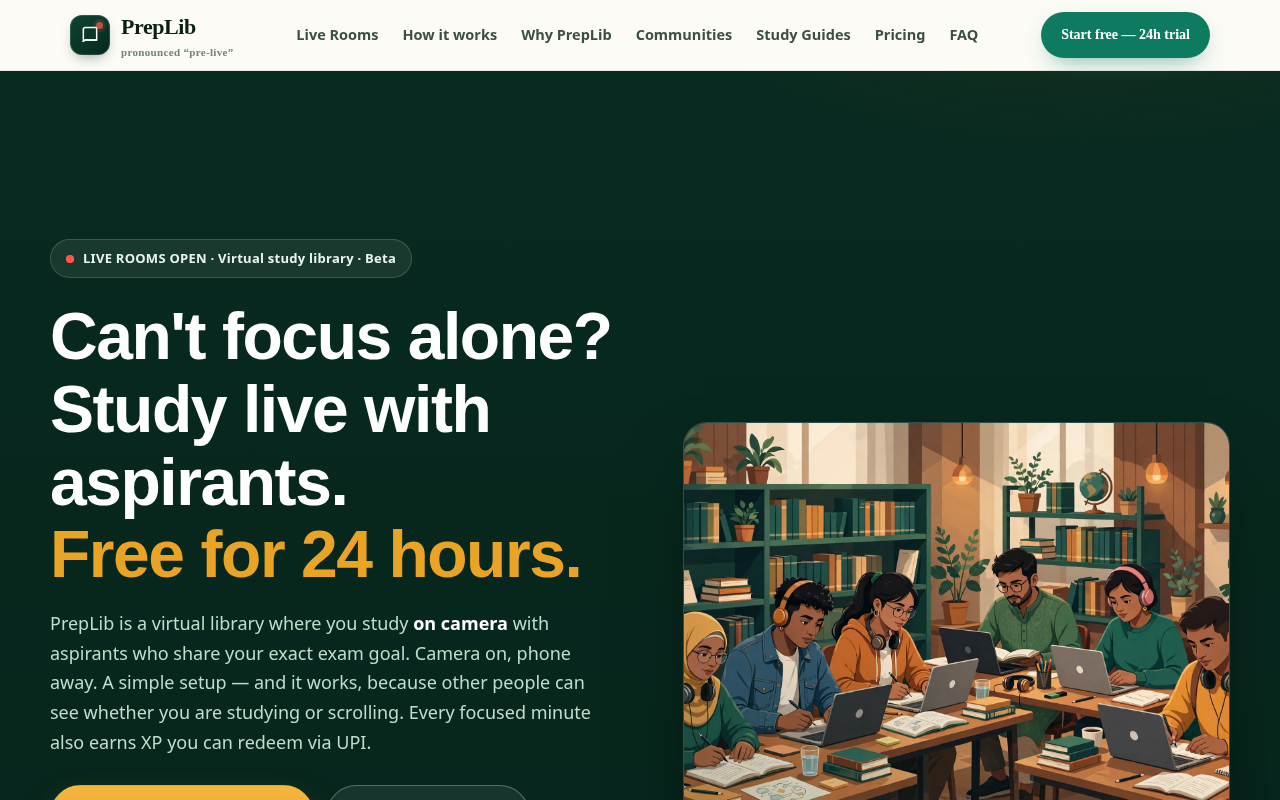 PrepLib
pronounced “pre-live”
Live Rooms
How it works
Why PrepLib
Communities
Study Guides
Pricing
FAQ
Start free — 24h trial
LIVE ROOMS OPEN · Virtual study library · Beta
Can't focus alone?
Study live with
aspirants.
Free for 24 hours.
PrepLib is a virtual library where you study on camera with
aspirants who share your exact exam goal. Camera on, phone
away. A simple setup — and it works, because other people can
see whether you are studying or scrolling. Every focused minute
also earns XP you can redeem via UPI.